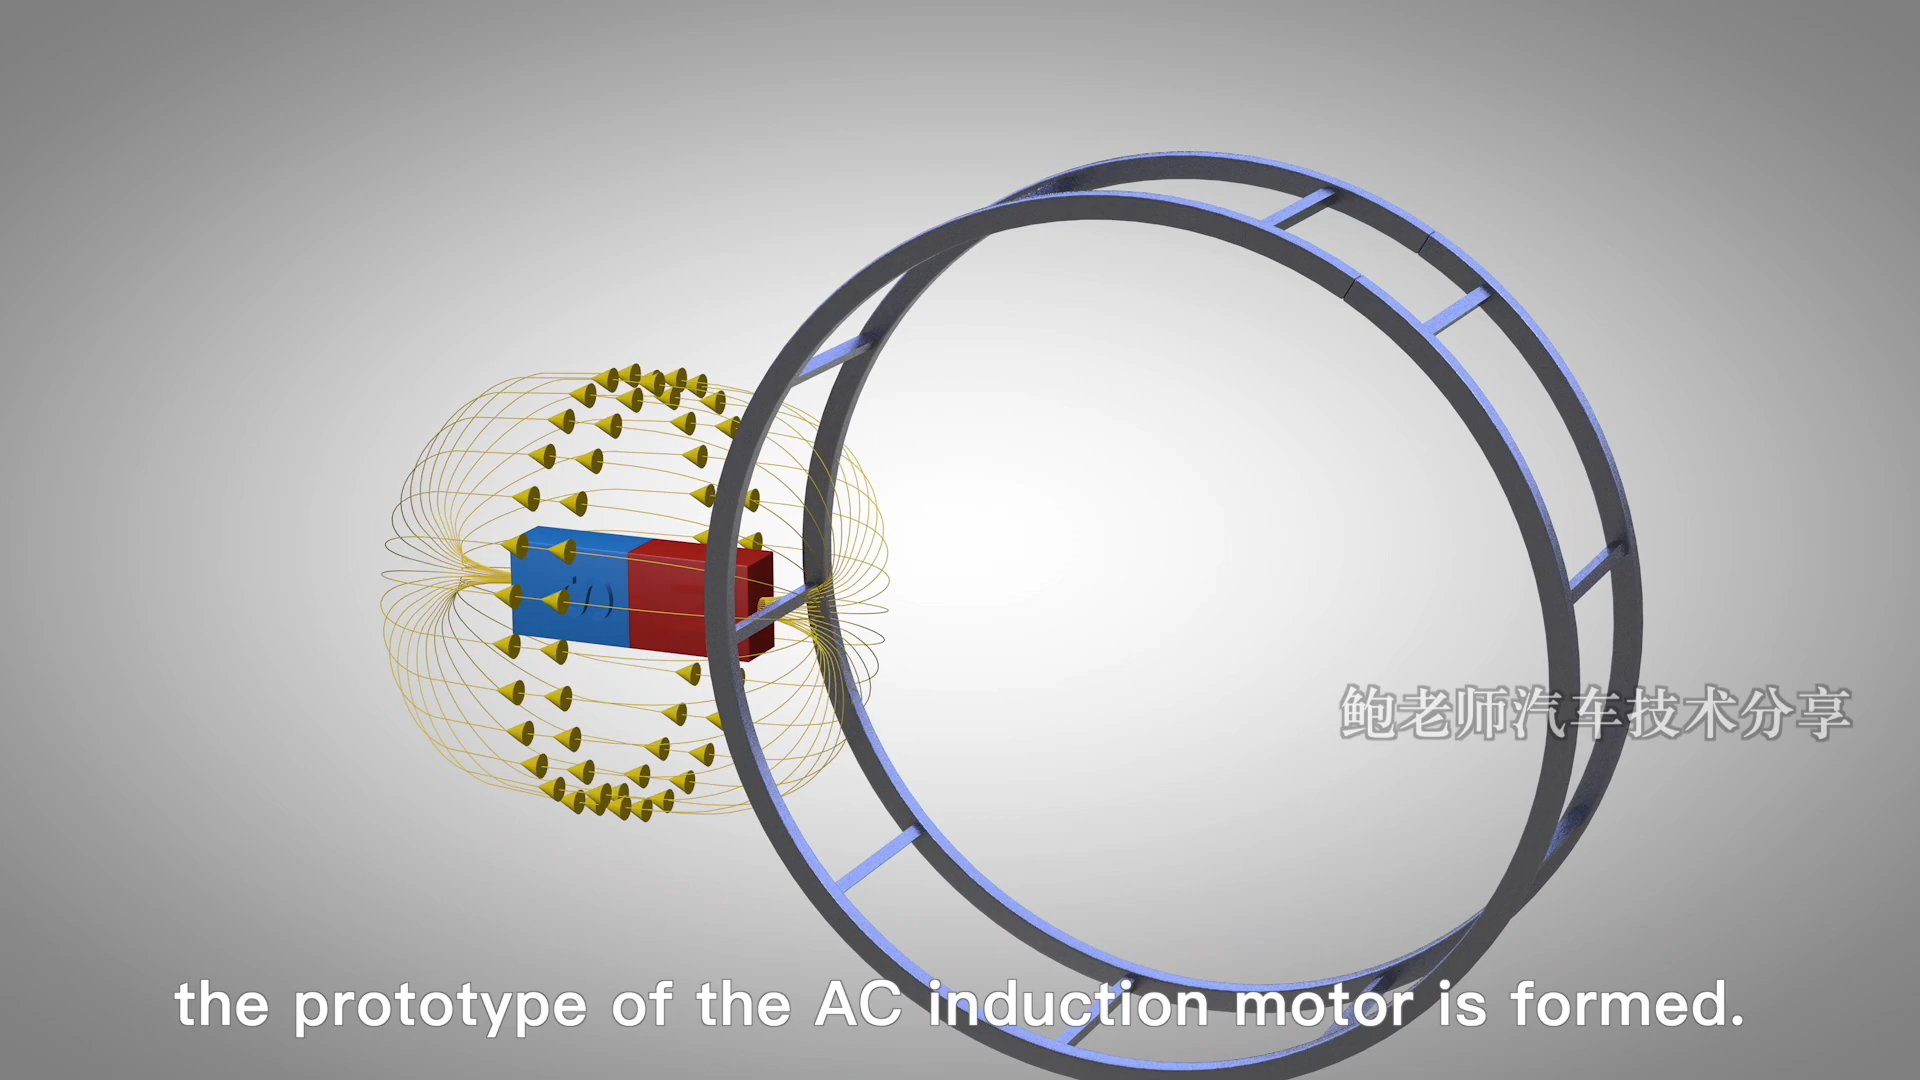 鲍老师汽车技术分享
the prototype of the AC induction motor is formed.